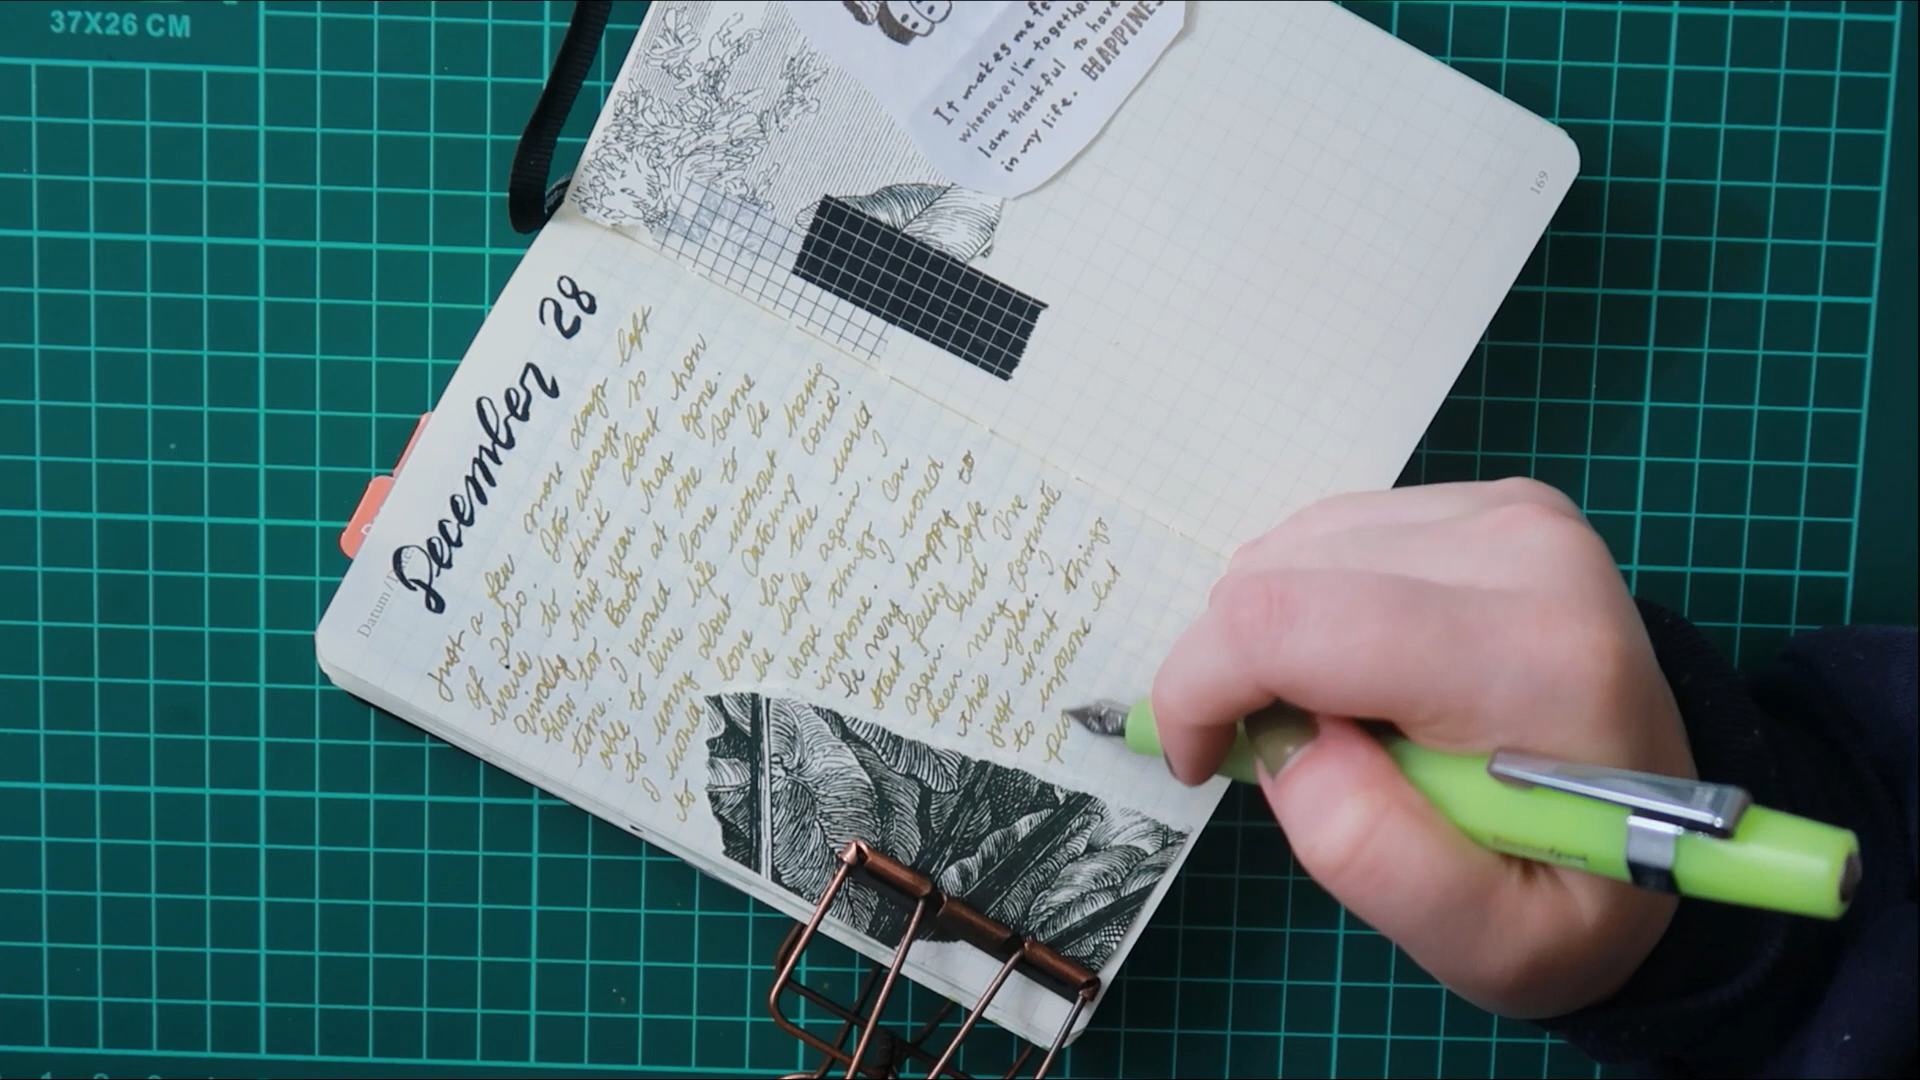 37X26 CM
It makes me fe
whenever I'm together
I am thankful to have
in my life. HAPPINES
169
Datum
December 28
Just a few more days left
of 2020. Its always so
weird to think about how
quickly this year has gone.
Slow too. Both at the same
time. I would love to be
able to live life without having
to worry about catching covid.
I would love for the world
to be safe again. I
hope things can
improve. I would
be very happy to
start feeling safe
again. And I've
been very fortunate
this year. I
just want things
to improve but